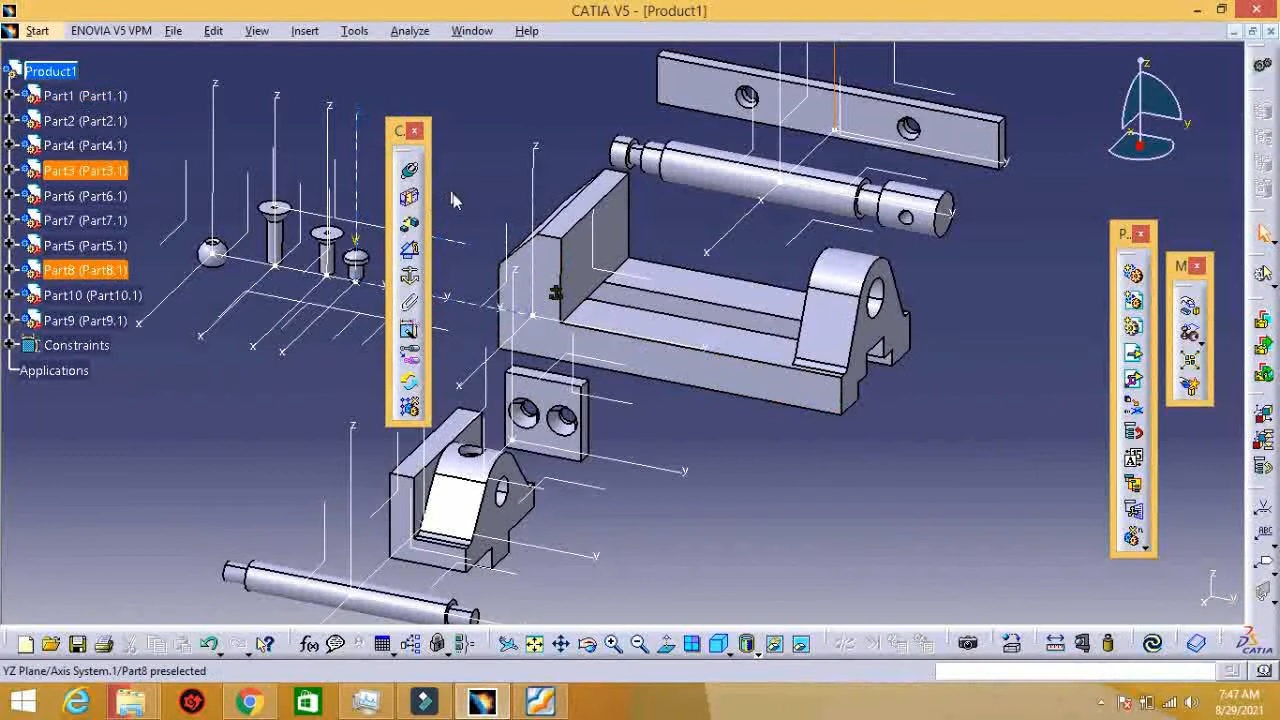 CATIA V5 - [Product1]
Start ENOVIA V5 VPM File Edit View Insert Tools Analyze Window Help
Product1
Part1 (Part1.1)
Part2 (Part2.1)
Part4 (Part4.1)
Part3 (Part3.1)
Part6 (Part6.1)
Part7 (Part7.1)
Part5 (Part5.1)
Part8 (Part8.1)
Part10 (Part10.1)
Part9 (Part9.1)
Constraints
Applications
C..
P..
M
z
z
z
z
z
z
z
z
y
y
y
y
y
y
y
x
x
x
x
x
x
x
x
f(x)
ABC
CATIA
YZ Plane/Axis System.1/Part8 preselected
7:47 AM
8/29/2021